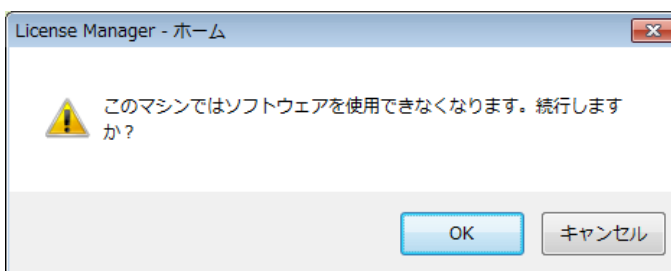 License Manager - ホーム
このマシンではソフトウェアを使用できなくなります。続行します
か？
OK
キャンセル